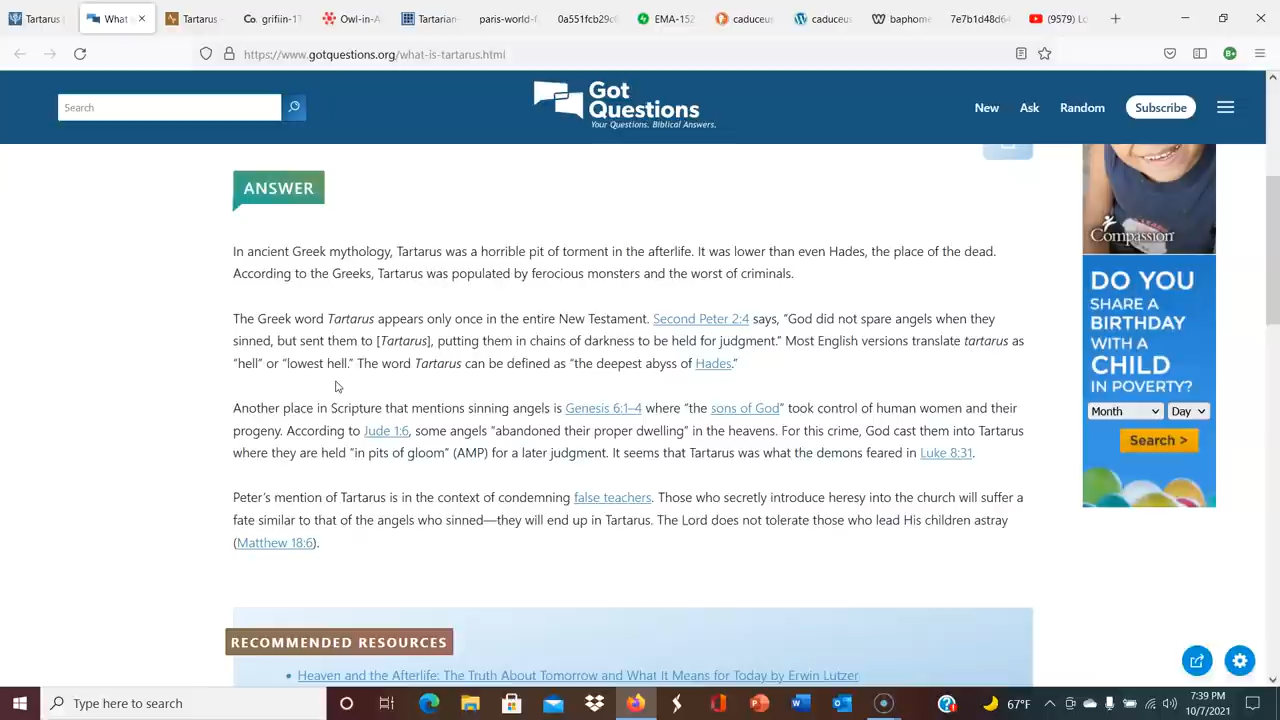 Tartarus
What
Tartarus
Co. grifiin-1
Owl-in-A
Tartarian-
paris-world-f
0a551fcb29c
EMA-152
caduceu
caduceu
baphome
7e7b1d48d64
(9579) Lo
https://www.gotquestions.org/what-is-tartarus.html
Search
Got
Questions
Your Questions. Biblical Answers.
New Ask Random Subscribe
ANSWER
In ancient Greek mythology, Tartarus was a horrible pit of torment in the afterlife. It was lower than even Hades, the place of the dead.
According to the Greeks, Tartarus was populated by ferocious monsters and the worst of criminals.
The Greek word Tartarus appears only once in the entire New Testament. Second Peter 2:4 says, “God did not spare angels when they
sinned, but sent them to [Tartarus], putting them in chains of darkness to be held for judgment.” Most English versions translate tartarus as
“hell” or “lowest hell.” The word Tartarus can be defined as “the deepest abyss of Hades.”
Another place in Scripture that mentions sinning angels is Genesis 6:1–4 where “the sons of God” took control of human women and their
progeny. According to Jude 1:6, some angels “abandoned their proper dwelling” in the heavens. For this crime, God cast them into Tartarus
where they are held “in pits of gloom” (AMP) for a later judgment. It seems that Tartarus was what the demons feared in Luke 8:31.
Peter’s mention of Tartarus is in the context of condemning false teachers. Those who secretly introduce heresy into the church will suffer a
fate similar to that of the angels who sinned—they will end up in Tartarus. The Lord does not tolerate those who lead His children astray
(Matthew 18:6).
RECOMMENDED RESOURCES
Heaven and the Afterlife: The Truth About Tomorrow and What It Means for Today by Erwin Lutzer
Compassion
DO YOU
SHARE A
BIRTHDAY
WITH A
CHILD
IN POVERTY?
Month Day
Search >
Type here to search
67°F
7:39 PM
10/7/2021